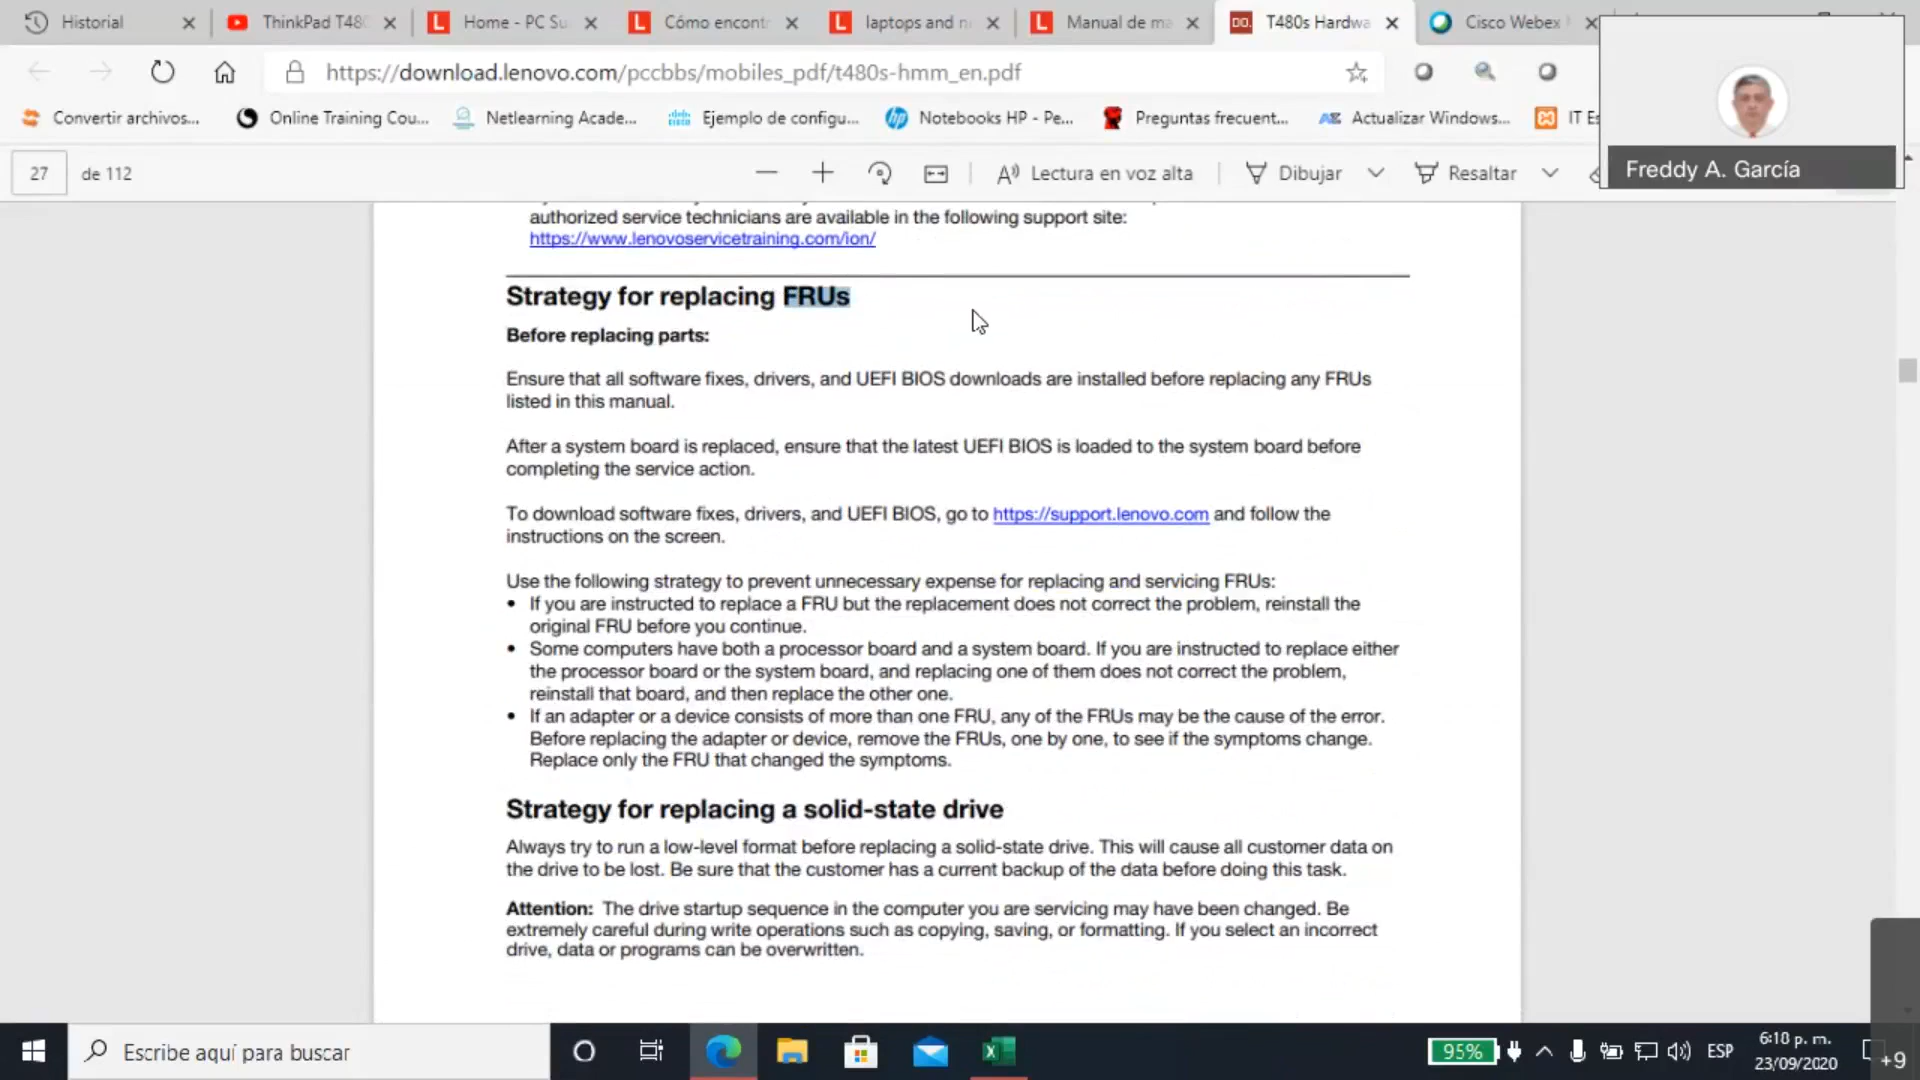 Historial
ThinkPad T480
Home - PC Su
Cómo encont
laptops and n
Manual de ma
DO. T480s Hardwa
Cisco Webex
https://download.lenovo.com/pccbbs/mobiles_pdf/t480s-hmm_en.pdf
Convertir archivos...
Online Training Cou...
Netlearning Acade...
Ejemplo de configu...
Notebooks HP - Pe...
Preguntas frecuent...
Actualizar Windows...
IT Es
Freddy A. García
27 de 112
Lectura en voz alta
Dibujar
Resaltar
authorized service technicians are available in the following support site:
https://www.lenovoservicetraining.com/ion/
Strategy for replacing FRUs
Before replacing parts:
Ensure that all software fixes, drivers, and UEFI BIOS downloads are installed before replacing any FRUs
listed in this manual.
After a system board is replaced, ensure that the latest UEFI BIOS is loaded to the system board before
completing the service action.
To download software fixes, drivers, and UEFI BIOS, go to https://support.lenovo.com and follow the
instructions on the screen.
Use the following strategy to prevent unnecessary expense for replacing and servicing FRUs:
• If you are instructed to replace a FRU but the replacement does not correct the problem, reinstall the
original FRU before you continue.
• Some computers have both a processor board and a system board. If you are instructed to replace either
the processor board or the system board, and replacing one of them does not correct the problem,
reinstall that board, and then replace the other one.
• If an adapter or a device consists of more than one FRU, any of the FRUs may be the cause of the error.
Before replacing the adapter or device, remove the FRUs, one by one, to see if the symptoms change.
Replace only the FRU that changed the symptoms.
Strategy for replacing a solid-state drive
Always try to run a low-level format before replacing a solid-state drive. This will cause all customer data on
the drive to be lost. Be sure that the customer has a current backup of the data before doing this task.
Attention: The drive startup sequence in the computer you are servicing may have been changed. Be
extremely careful during write operations such as copying, saving, or formatting. If you select an incorrect
drive, data or programs can be overwritten.
Escribe aquí para buscar
95%
ESP
6:18 p. m.
23/09/2020
+9